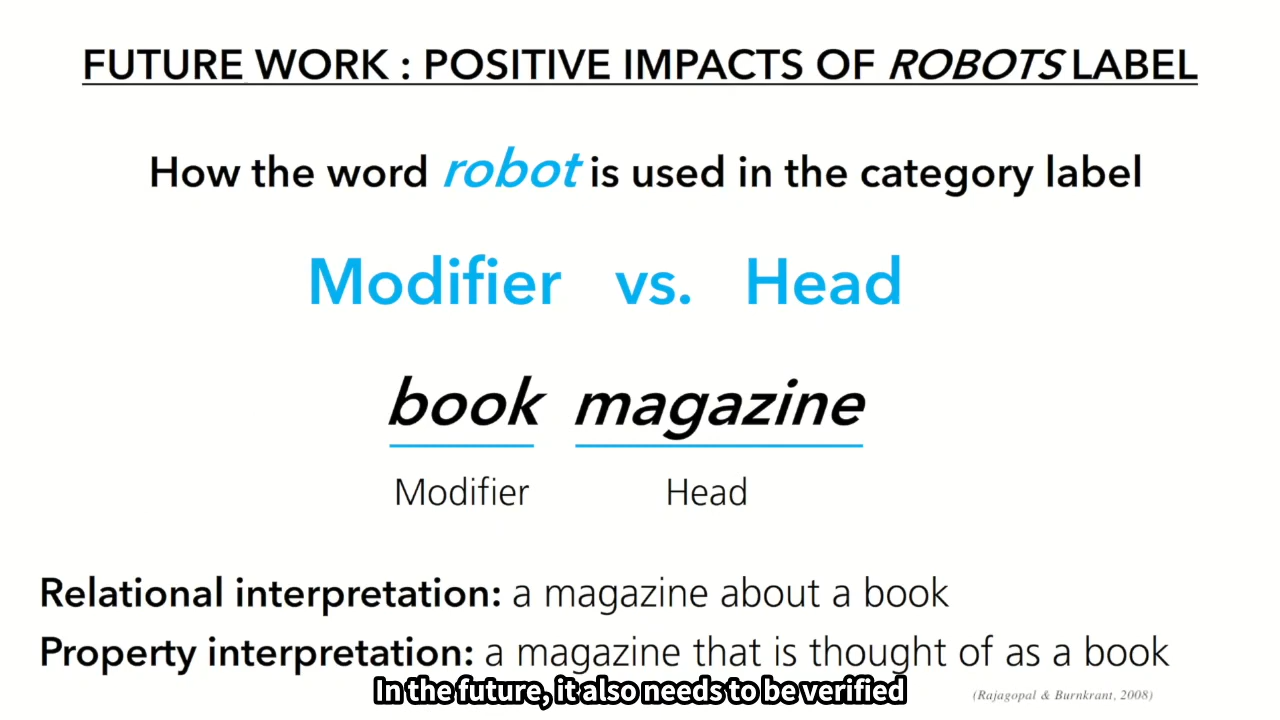 FUTURE WORK : POSITIVE IMPACTS OF ROBOTS LABEL
How the word robot is used in the category label
Modifier vs. Head
book magazine
Modifier Head
Relational interpretation: a magazine about a book
Property interpretation: a magazine that is thought of as a book
In the future, it also needs to be verified
(Rajagopal & Burnkrant, 2008)